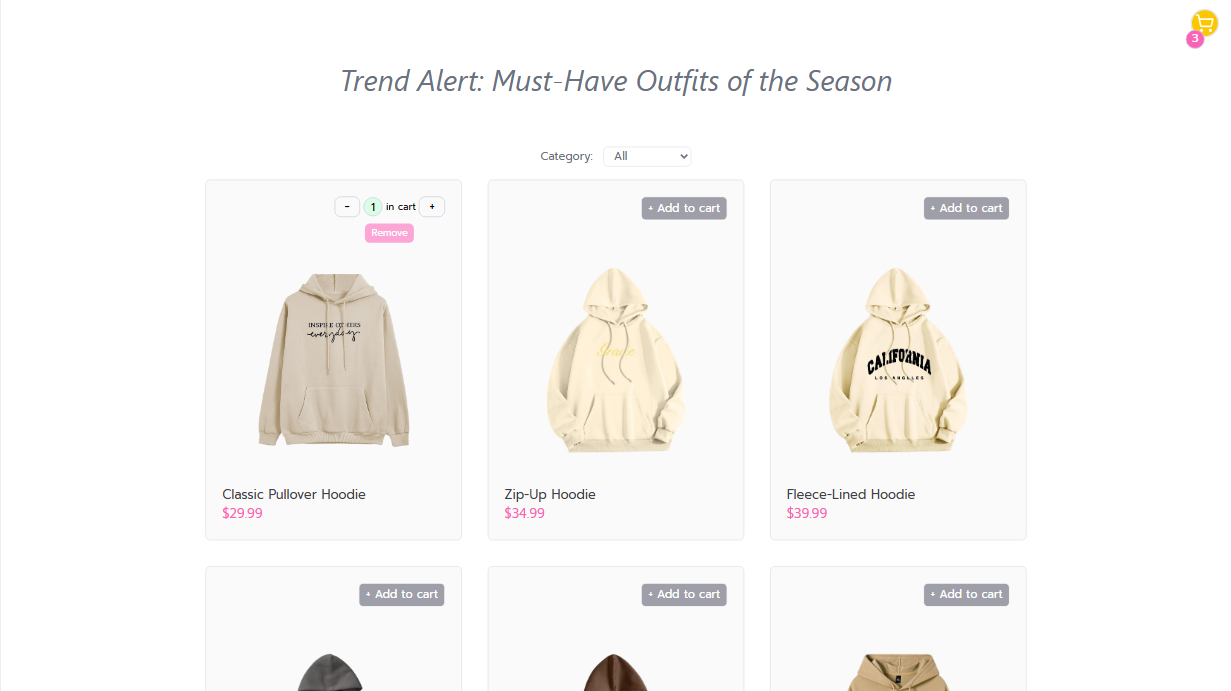 3
Trend Alert: Must-Have Outfits of the Season
Category: All
- 1 in cart +
Remove
+ Add to cart
+ Add to cart
INSPIRE OTHERS
everyday
CALIFORNIA
LOS ANGELES
Classic Pullover Hoodie
$29.99
Zip-Up Hoodie
$34.99
Fleece-Lined Hoodie
$39.99
+ Add to cart
+ Add to cart
+ Add to cart